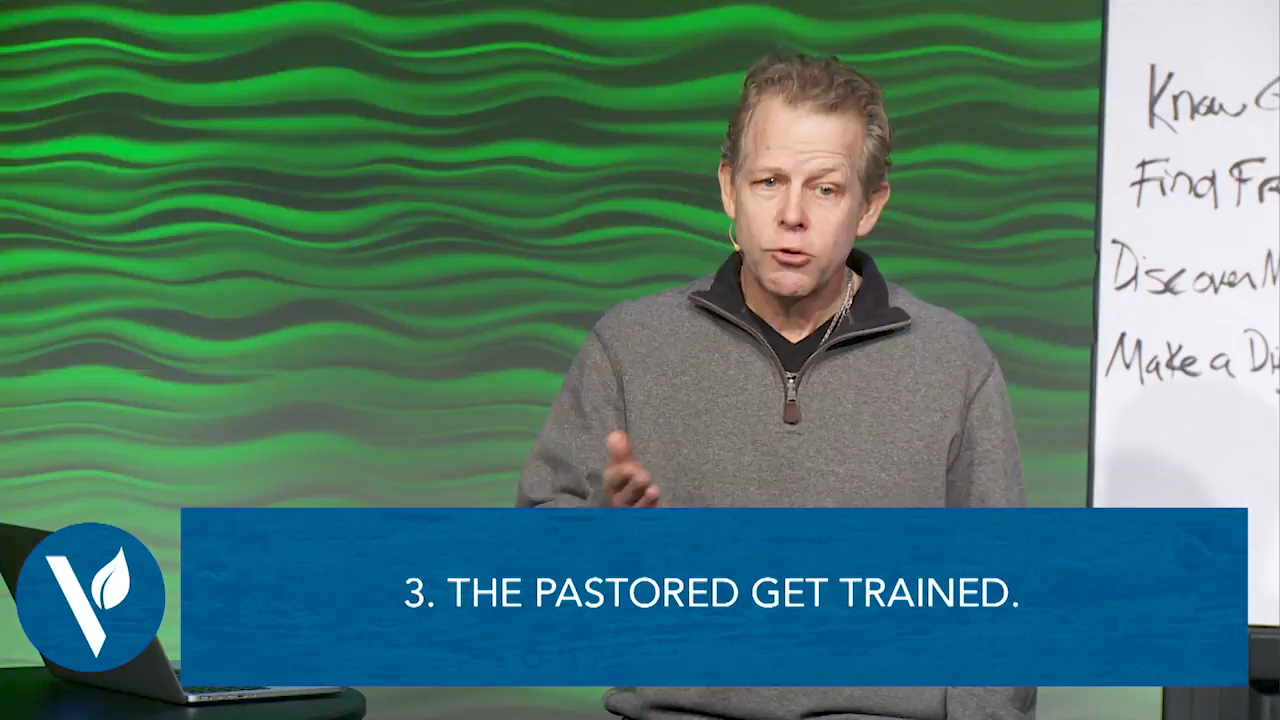 Know
Find
Discover
Make a
3. THE PASTORED GET TRAINED.